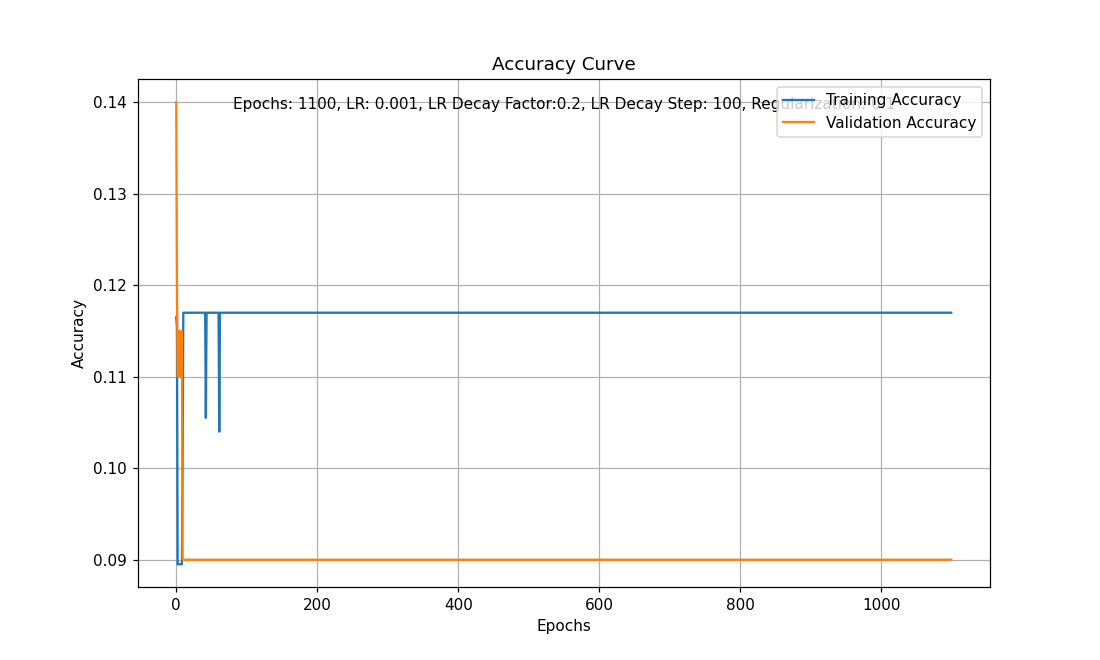 Accuracy Curve
Epochs: 1100, LR: 0.001, LR Decay Factor:0.2, LR Decay Step: 100, Regularization:
Training Accuracy
Validation Accuracy
Accuracy
0.14
0.13
0.12
0.11
0.10
0.09
0
200
400
600
800
1000
Epochs